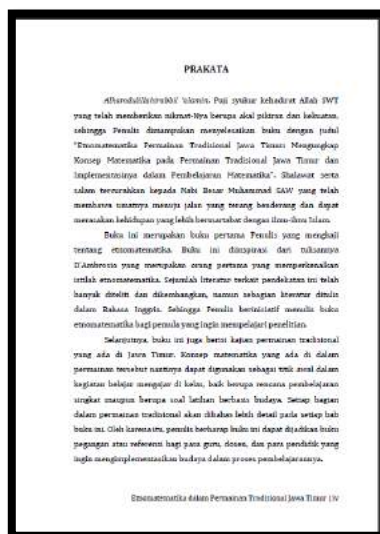 PRAKATA
Alhamdulillahirabbil 'alamin. Puji syukur kehadirat Allah SWT
yang telah memberikan nikmat-Nya berupa akal pikiran dan kekuatan,
sehingga Penulis dimampukan menyelesaikan buku dengan judul
"Etnomatematika Permainan Tradisional Jawa Timur: Mengungkap
Konsep Matematika pada Permainan Tradisional Jawa Timur dan
Implementasinya dalam Pembelajaran Matematika". Shalawat serta
salam tercurahkan kepada Nabi Besar Muhammad SAW yang telah
membawa umatnya menuju jalan yang terang benderang dan dapat
merasakan kehidupan yang lebih bermartabat dengan ilmu-ilmu Islam.
Buku ini merupakan buku pertama Penulis yang mengkaji
tentang etnomatematika. Buku ini diinspirasi dari tulisannya
D'Ambrosio yang merupakan orang pertama yang memperkenalkan
istilah etnomatematika. Sejumlah literatur terkait pendekatan ini telah
banyak diteliti dan dikembangkan, namun sebagian literatur ditulis
dalam Bahasa Inggris. Sehingga Penulis berinisiatif menulis buku
etnomatematika bagi pemula yang ingin mempelajari penelitian.
Selanjutnya, buku ini juga berisi kajian permainan tradisional
yang ada di Jawa Timur. Konsep matematika yang ada di dalam
permainan tersebut nantinya dapat digunakan sebagai titik awal dalam
kegiatan belajar mengajar di kelas, baik berupa rencana pembelajaran
singkat maupun berupa soal latihan berbasis budaya. Setiap bagian
dalam permainan tradisional akan dibahas lebih detail pada setiap bab
buku ini. Oleh karena itu, penulis berharap buku ini dapat dijadikan buku
pegangan atau referensi bagi para guru, dosen, dan para pendidik yang
ingin mengimplementasikan budaya dalam proses pembelajarannya.
Etnomatematika dalam Permainan Tradisional Jawa Timur | iv